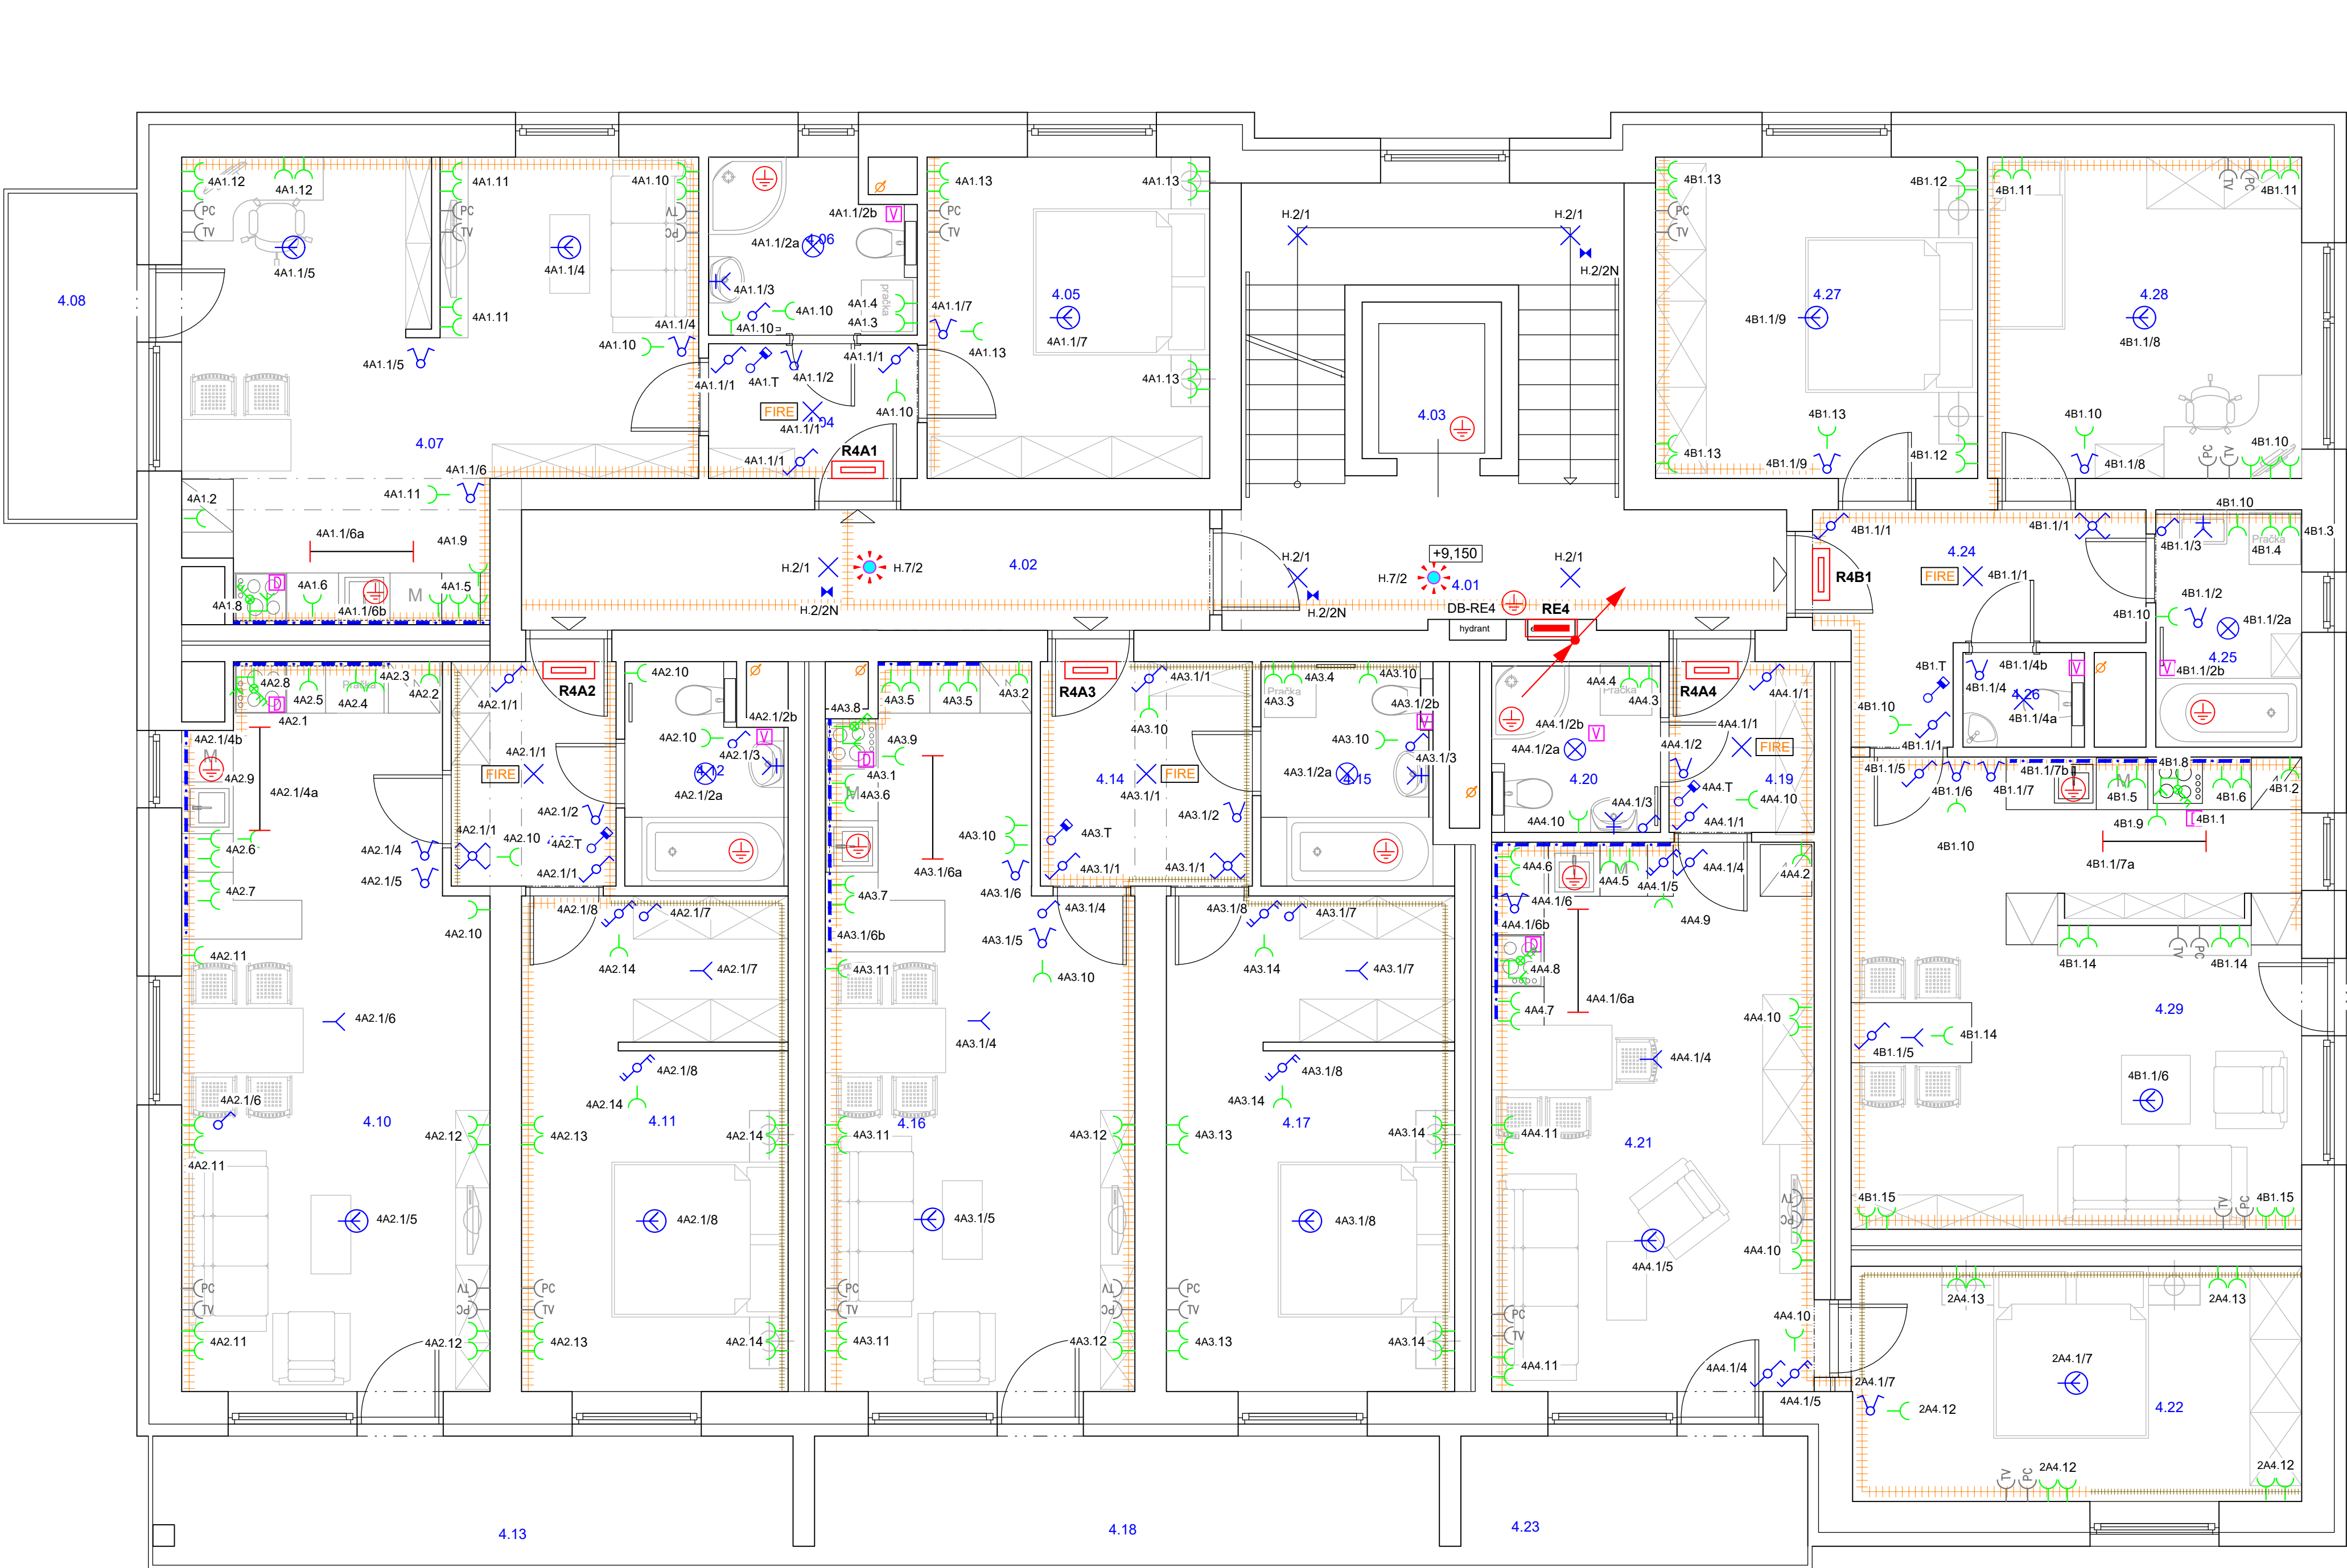 4A1.12
4A1.12
4A1.11
4A1.10
4A1.13
4A1.13
4B1.13
4B1.12
4B1.11
4B1.11
PC
TV
PC
TV
TV
PC
4A1.1/2b
V
PC
TV
H.2/1
H.2/1
PC
TV
TV
PC
4A1.1/5
4A1.1/4
4A1.1/2a
4.06
H.2/2N
4.08
4A1.1/3
4.05
4.27
4.28
4A1.11
4A1.1/4
4A1.10
4A1.10
4A1.4
4A1.3
pračka
4A1.1/7
4A1.1/7
4B1.1/9
4B1.1/8
4A1.1/5
4A1.10
4A1.1/1
4A1.T
4A1.1/2
4A1.1/1
4A1.13
4A1.13
FIRE
4A1.1/1
4A1.10
4.03
4B1.13
4B1.10
4.07
4A1.1/1
R4A1
4B1.13
4B1.1/9
4B1.12
4B1.1/8
PC
TV
4B1.10
4A1.1/6
4A1.2
4A1.11
4A1.1/6a
4A1.9
4B1.10
4B1.1/1
4B1.1/1
4B1.1/3
Pračka
4B1.4
4B1.3
H.2/1
H.7/2
4.02
H.2/1
+9,150
H.2/1
H.7/2
4.01
4.24
D
4A1.6
4A1.5
R4B1
FIRE
4B1.1/1
4A1.8
4A1.1/6b
M
H.2/2N
H.2/2N
DB-RE4
RE4
hydrant
4B1.10
4B1.1/2
4B1.1/2a
4.25
4A2.8
D
4A2.5
Pračka
4A2.4
4A2.3
4A2.2
4A2.1
R4A2
4A2.1/1
4A2.10
4A3.8
4A3.5
4A3.5
4A3.2
R4A3
4A3.1/1
4A3.10
4A3.4
Pračka
4A3.3
4A3.10
4A3.1/2b
V
4A4.4
Pračka
4A4.3
R4A4
4A4.1/1
4B1.T
4B1.1/4b
V
V
4B1.1/2b
4B1.1/4
4.26
4B1.1/4a
4B1.10
4A2.1/4b
M
4A2.9
4A2.1/4a
4A2.1/1
FIRE
4A2.10
4A2.1/2b
V
4A2.1/3
4.12
4A2.1/2a
4A3.9
D
4A3.1
4A3.6
M
4.14
FIRE
4A3.1/1
4A3.10
4A3.1/3
4A3.1/2a
4.15
4A4.1/2b
V
4A4.1/2a
4.20
4A4.1/1
4A4.1/2
FIRE
4.19
4B1.1/1
4B1.1/5
4B1.1/6
4B1.1/7
4B1.1/7b
M
4B1.5
4B1.8
4B1.6
4B1.2
4A2.1/1
4A2.10
4A2.1/2
4A2.T
4A2.1/1
4A3.10
4A3.T
4A3.1/2
4A4.10
4A4.1/3
4A4.T
4A4.10
4A4.1/1
4B1.9
4B1.1
4B1.10
4B1.1/7a
4A2.6
4A2.7
4A2.1/4
4A2.1/5
4A3.7
4A3.1/6a
4A3.1/6
4A3.1/1
4A3.1/1
4A4.6
4A4.5
M
4A4.1/5
4A4.1/4
4A4.2
4A2.10
4A2.1/8
4A2.1/7
4A3.1/6b
4A3.1/4
4A3.1/5
4A3.1/8
4A3.1/7
4A4.1/6
4A4.1/6b
D
4A4.9
4A2.11
4A2.14
4A2.1/7
4A3.11
4A3.10
4A3.14
4A3.1/7
4A4.8
4B1.14
TV
PC
4B1.14
4A2.1/6
4A3.1/4
4A4.7
4A4.1/6a
4A4.10
4.29
4B1.1/5
4B1.14
4A2.1/8
4A3.1/8
4A4.1/4
4A2.1/6
4A2.14
4A3.14
4B1.1/6
4.10
4A2.12
4A2.13
4.11
4A2.14
4A3.11
4.16
4A3.12
4A3.13
4.17
4A3.14
4A4.11
4.21
4A2.11
4A2.1/5
4A2.1/8
4A3.1/5
4A3.1/8
4B1.15
TV
PC
4B1.15
TV
PC
4A4.1/5
4A4.10
PC
TV
TV
PC
PC
TV
PC
TV
TV
PC
PC
TV
PC
TV
2A4.13
2A4.13
4A2.11
4A2.12
4A2.13
4A2.14
4A3.11
4A3.12
4A3.13
4A3.14
4A4.11
4A4.10
4A4.1/4
4A4.1/5
2A4.1/7
2A4.1/7
2A4.12
4.22
TV
PC
2A4.12
2A4.12
4.13
4.18
4.23